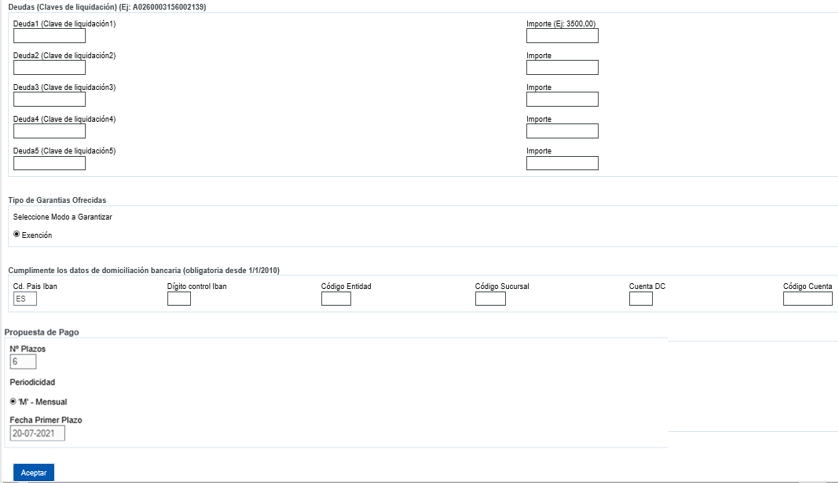 Deudas (Claves de liquidación) (Ej: A0260003156002139)
Deuda1 (Clave de liquidación1) Importe (Ej: 3500,00)
Deuda2 (Clave de liquidación2) Importe
Deuda3 (Clave de liquidación3) Importe
Deuda4 (Clave de liquidación4) Importe
Deuda5 (Clave de liquidación5) Importe
Tipo de Garantias Ofrecidas
Seleccione Modo a Garantizar
Exención
Cumplimente los datos de domiciliación bancaria (obligatoria desde 1/1/2010)
Cd. Pais Iban Dígito control Iban Código Entidad Código Sucursal Cuenta DC Código Cuenta
ES
Propuesta de Pago
Nº Plazos
6
Periodicidad
'M' - Mensual
Fecha Primer Plazo
20-07-2021
Aceptar